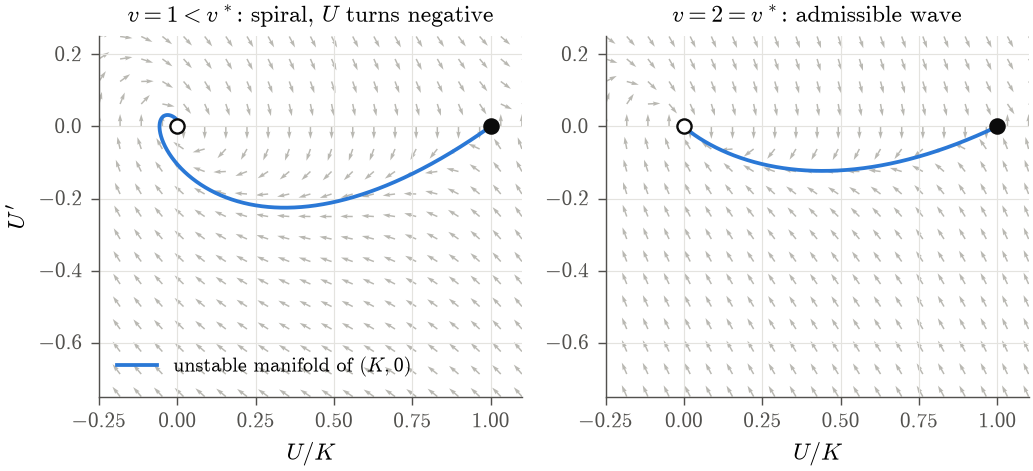 v = 1 < v*: spiral, U turns negative
0.2
0.0
−0.2
−0.4
−0.6
U′
unstable manifold of (K, 0)
−0.25 0.00 0.25 0.50 0.75 1.00
U/K
v = 2 = v*: admissible wave
0.2
0.0
−0.2
−0.4
−0.6
−0.25 0.00 0.25 0.50 0.75 1.00
U/K